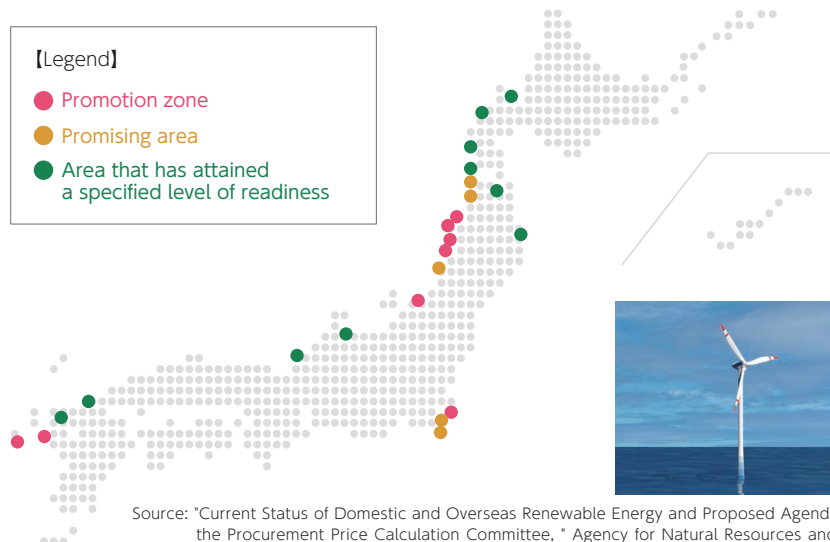 【Legend】
Promotion zone
Promising area
Area that has attained
a specified level of readiness
Source: "Current Status of Domestic and Overseas Renewable Energy and Proposed Agend
the Procurement Price Calculation Committee, " Agency for Natural Resources and